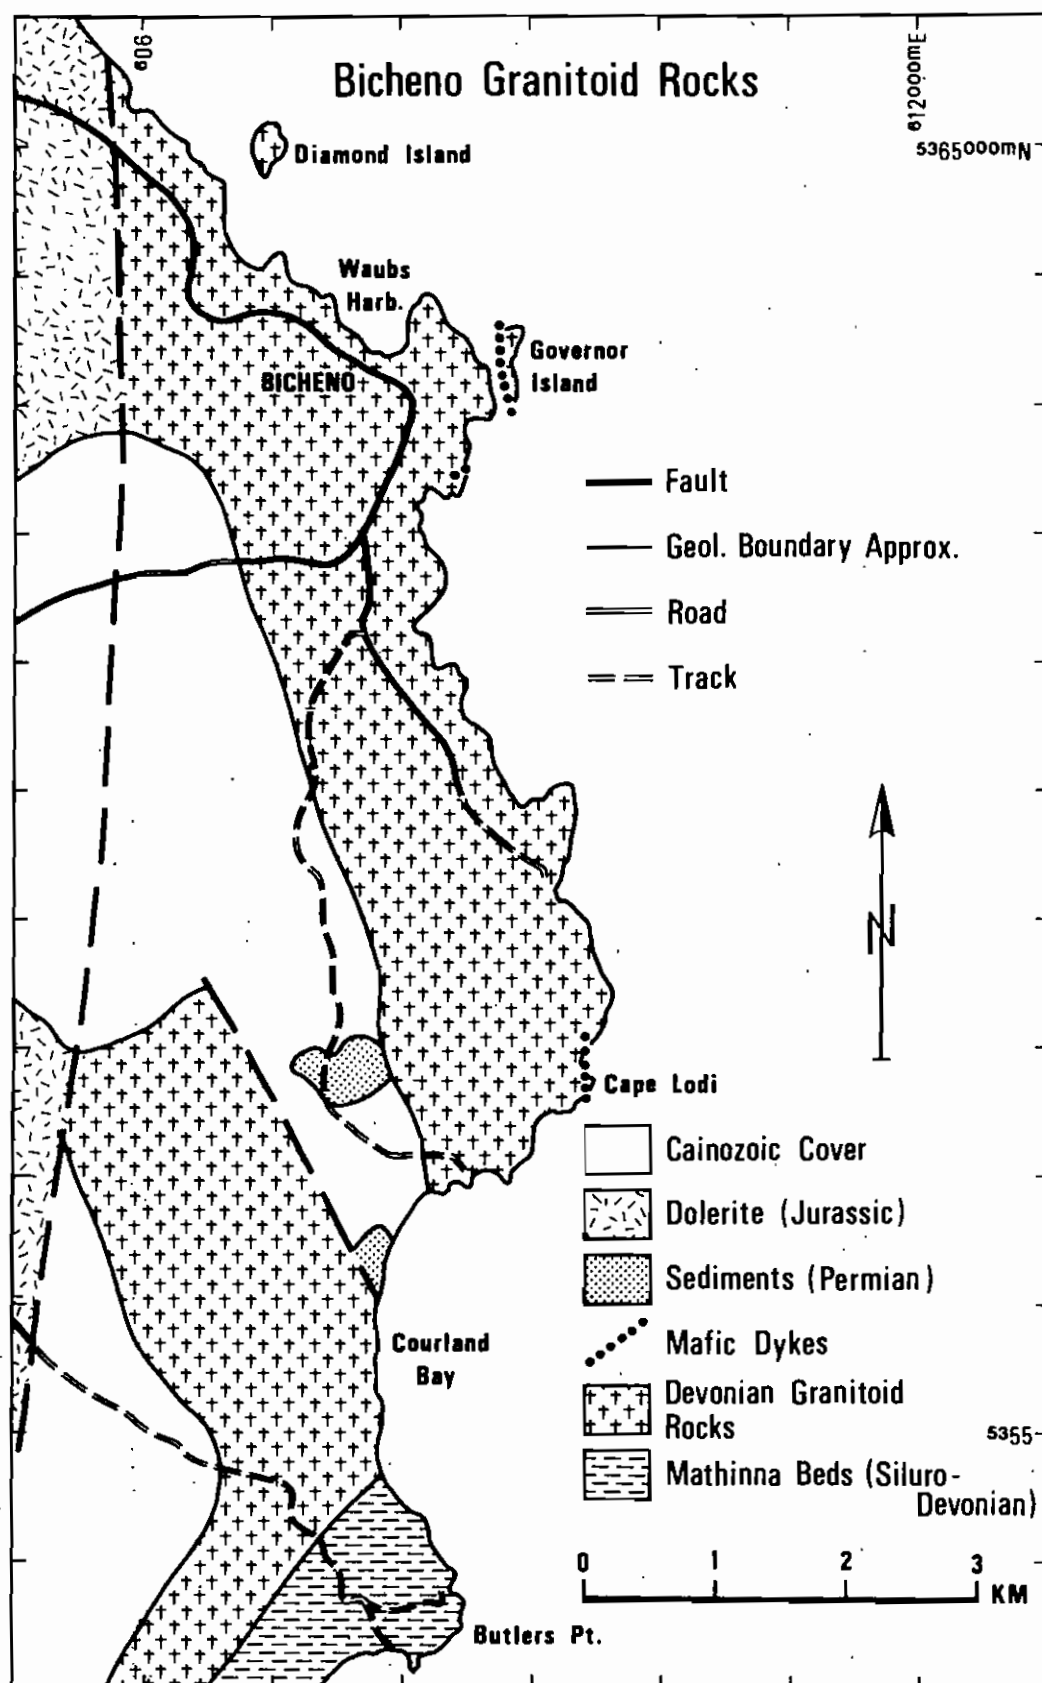 606
612000mE
Bicheno Granitoid Rocks
5365000mN
Diamond Island
Waubs
Harb.
Governor
Island
BICHENO
Fault
Geol. Boundary Approx.
Road
Track
N
Cape Lodi
Cainozoic Cover
Dolerite (Jurassic)
Sediments (Permian)
Mafic Dykes
Courland
Bay
Devonian Granitoid
Rocks
5355
Mathinna Beds (Siluro-
Devonian)
0 1 2 3
KM
Butlers Pt.